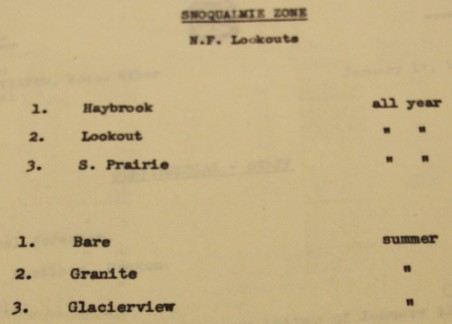 SNOQUALMIE ZONE
N.F. Lookouts
1. Haybrook all year
2. Lookout " "
3. S. Prairie " "
1. Bare summer
2. Granite "
3. Glacierview "